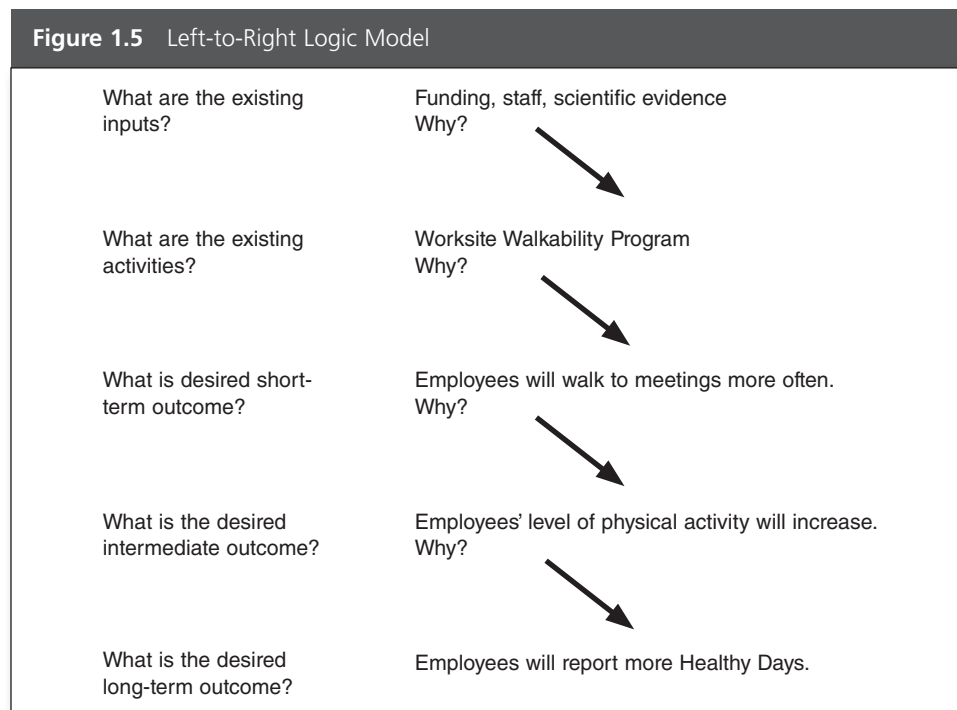 Figure 1.5 Left-to-Right Logic Model
What are the existing
inputs?
Funding, staff, scientific evidence
Why?
What are the existing
activities?
Worksite Walkability Program
Why?
What is desired short-
term outcome?
Employees will walk to meetings more often.
Why?
What is the desired
intermediate outcome?
Employees’ level of physical activity will increase.
Why?
What is the desired
long-term outcome?
Employees will report more Healthy Days.